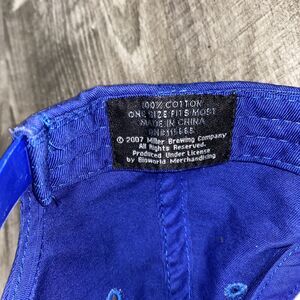 100% COTTON
ONE SIZE FITS MOST
MADE IN CHINA
© 2007 Miller Brewing Company
All Rights Reserved.
Produced Under License
by Bioworld Merchandising